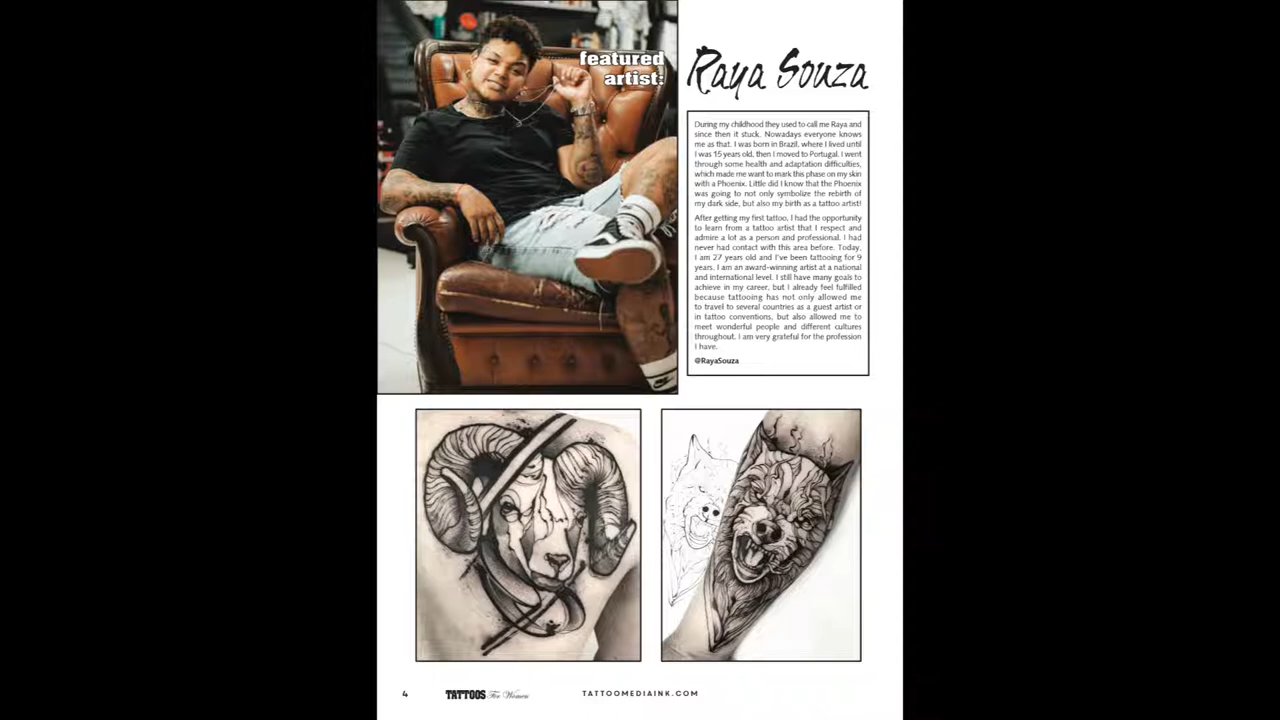 featured
artist:
Raya Souza
During my childhood they used to call me Raya and
since then it stuck. Nowadays everyone knows
me as that. I was born in Brazil, where I lived until
I was 15 years old, then I moved to Portugal. I went
through some health and adaptation difficulties,
which made me want to mark this phase on my skin
with a Phoenix. Little did I know that the Phoenix
was going to not only symbolize the rebirth of
my dark side, but also my birth as a tattoo artist!
After getting my first tattoo, I had the opportunity
to learn from a tattoo artist that I respect and
admire a lot as a person and professional. I had
never had contact with this area before. Today,
I am 27 years old and I've been tattooing for 9
years. I am an award-winning artist at a national
and international level. I still have many goals to
achieve in my career, but I already feel fulfilled
because tattooing has not only allowed me
to travel to several countries as a guest artist or
in tattoo conventions, but also allowed me to
meet wonderful people and different cultures
throughout. I am very grateful for the profession
I have.
@RayaSouza
4 TATTOOS For Women TATTOOMEDIAINK.COM